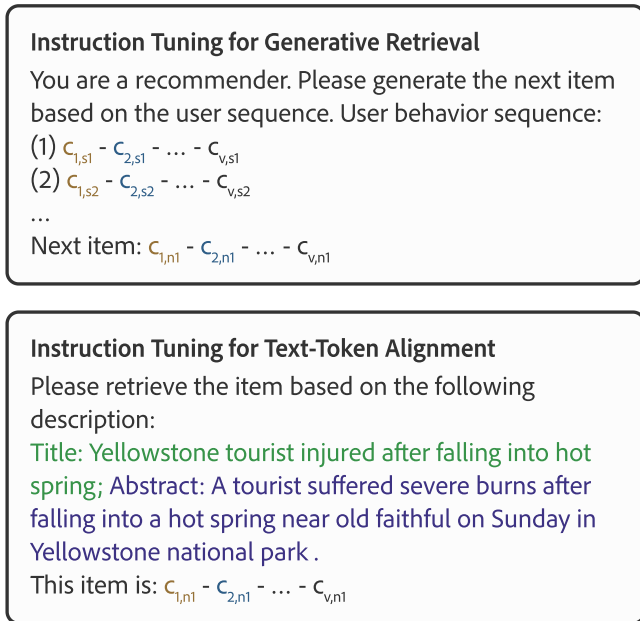 Instruction Tuning for Generative Retrieval
You are a recommender. Please generate the next item
based on the user sequence. User behavior sequence:
(1) c1,s1 - c2,s1 - ... - cv,s1
(2) c1,s2 - c2,s2 - ... - cv,s2
...
Next item: c1,n1 - c2,n1 - ... - cv,n1
Instruction Tuning for Text-Token Alignment
Please retrieve the item based on the following
description:
Title: Yellowstone tourist injured after falling into hot
spring; Abstract: A tourist suffered severe burns after
falling into a hot spring near old faithful on Sunday in
Yellowstone national park .
This item is: c1,n1 - c2,n1 - ... - cv,n1